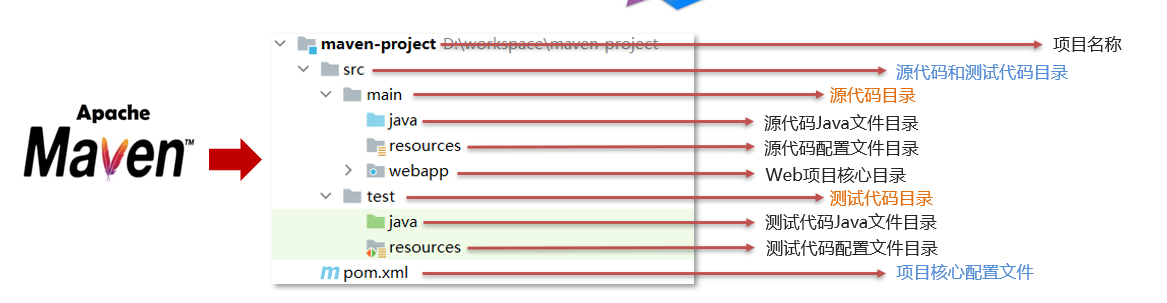 maven-project D:\workspace\maven-project 项目名称
src 源代码和测试代码目录
main 源代码目录
Apache
Maven™
java 源代码Java文件目录
resources 源代码配置文件目录
webapp Web项目核心目录
test 测试代码目录
java 测试代码Java文件目录
resources 测试代码配置文件目录
pom.xml 项目核心配置文件